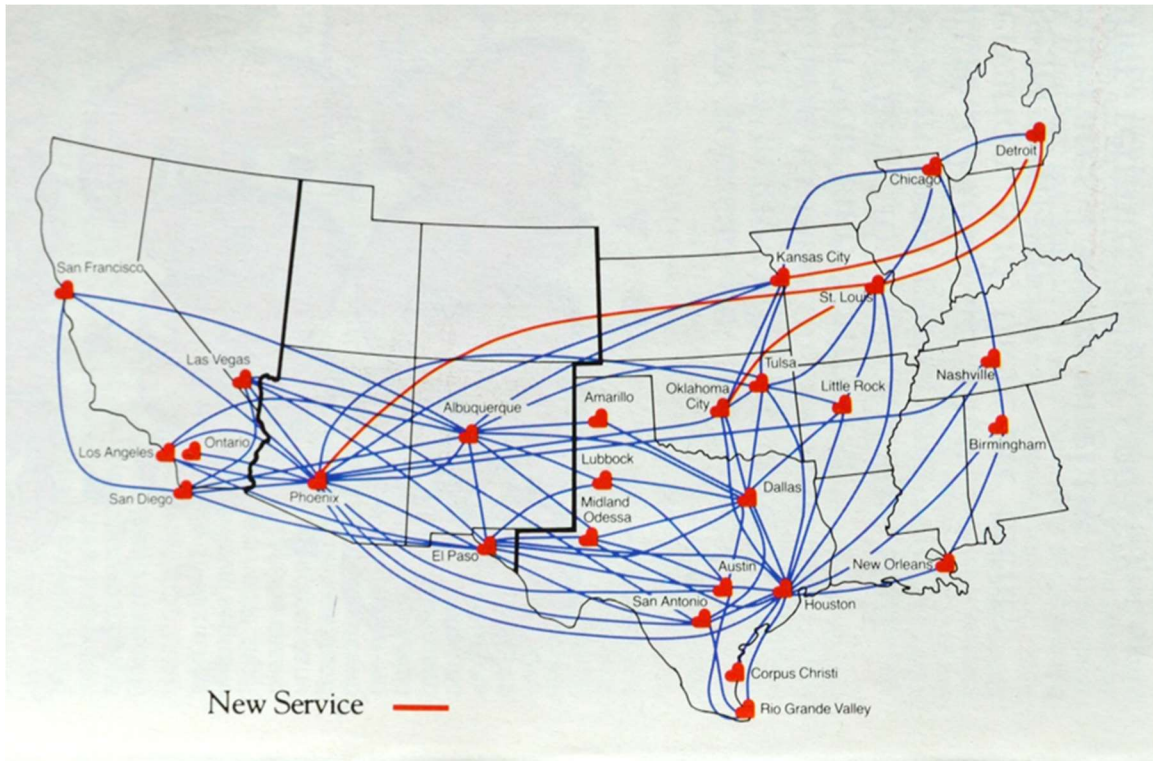 Detroit
Chicago
Kansas City
San Francisco
St. Louis
Las Vegas
Tulsa
Nashville
Oklahoma
City
Little Rock
Amarillo
Albuquerque
Birmingham
Ontario
Los Angeles
Lubbock
Dallas
Phoenix
San Diego
Midland
Odessa
El Paso
Austin
New Orleans
San Antonio
Houston
Corpus Christi
New Service
Rio Grande Valley